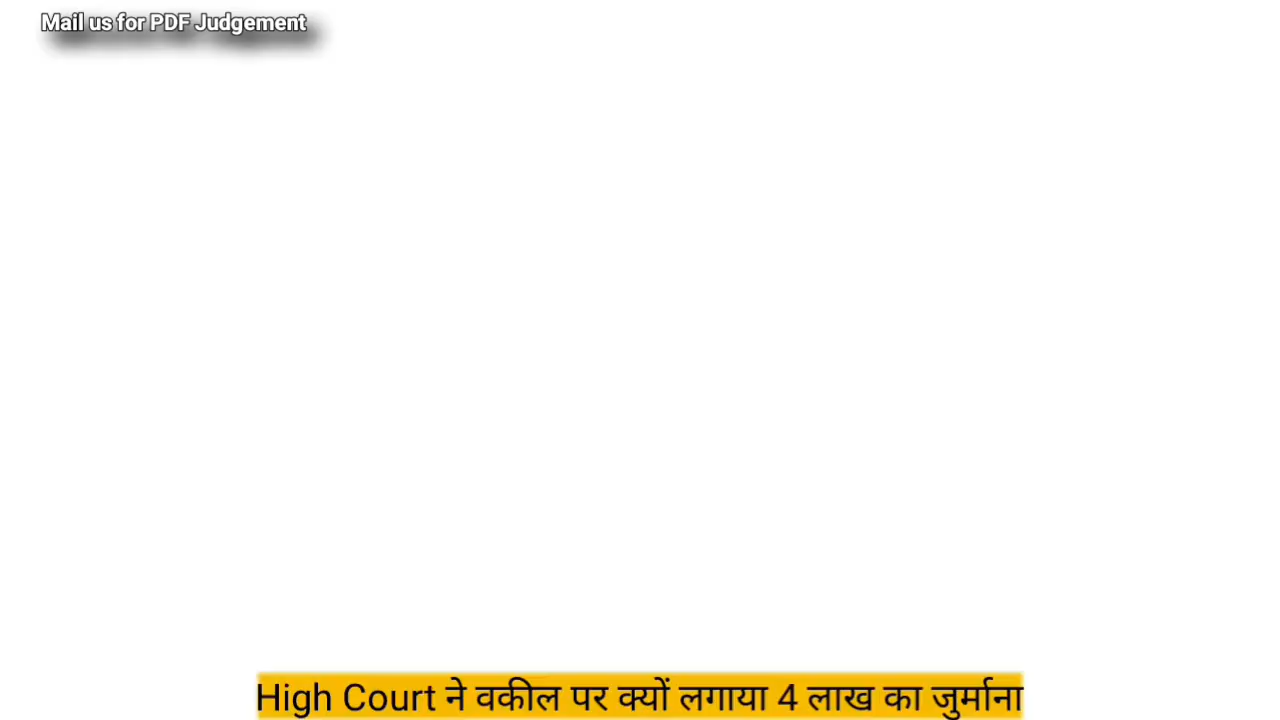 Mail us for PDF Judgement
High Court ने वकील पर क्यों लगाया 4 लाख का जुर्माना